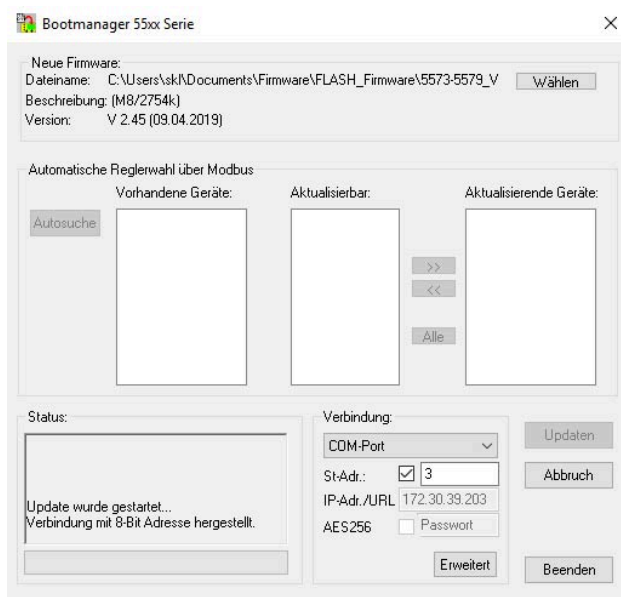 Bootmanager 55xx Serie
Neue Firmware:
Dateiname: C:\Users\skl\Documents\Firmware\FLASH_Firmware\5573-5579_V
Wählen
Beschreibung: (M8/2754k)
Version: V 2.45 (09.04.2019)
Automatische Reglerwahl über Modbus
Vorhandene Geräte: Aktualisierbar: Aktualisierende Geräte:
Autosuche
>>
<<
Alle
Status:
Update wurde gestartet...
Verbindung mit 8-Bit Adresse hergestellt.
Verbindung:
COM-Port
St-Adr.: 3
IP-Adr./URL 172.30.39.203
AES256 Passwort
Erweitert
Updaten
Abbruch
Beenden